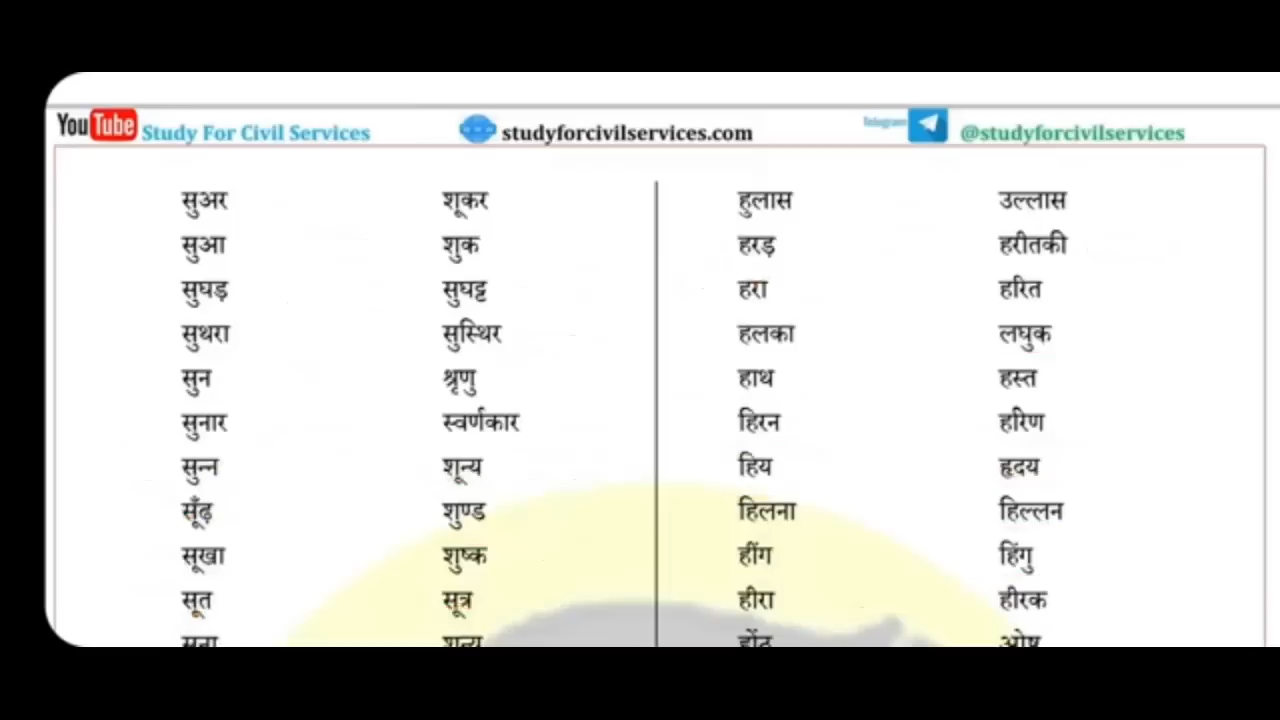 YouTube Study For Civil Services studyforcivilservices.com Telegram @studyforcivilservices
सुअर शूकर हुलास उल्लास
सुआ शुक हरड़ हरीतकी
सुघड़ सुघट्ट हरा हरित
सुथरा सुस्थिर हलका लघुक
सुन श्रृणु हाथ हस्त
सुनार स्वर्णकार हिरन हरिण
सुन्न शून्य हिय हृदय
सूँढ़ शुण्ड हिलना हिल्लन
सूखा शुष्क हींग हिंगु
सूत सूत्र हीरा हीरक